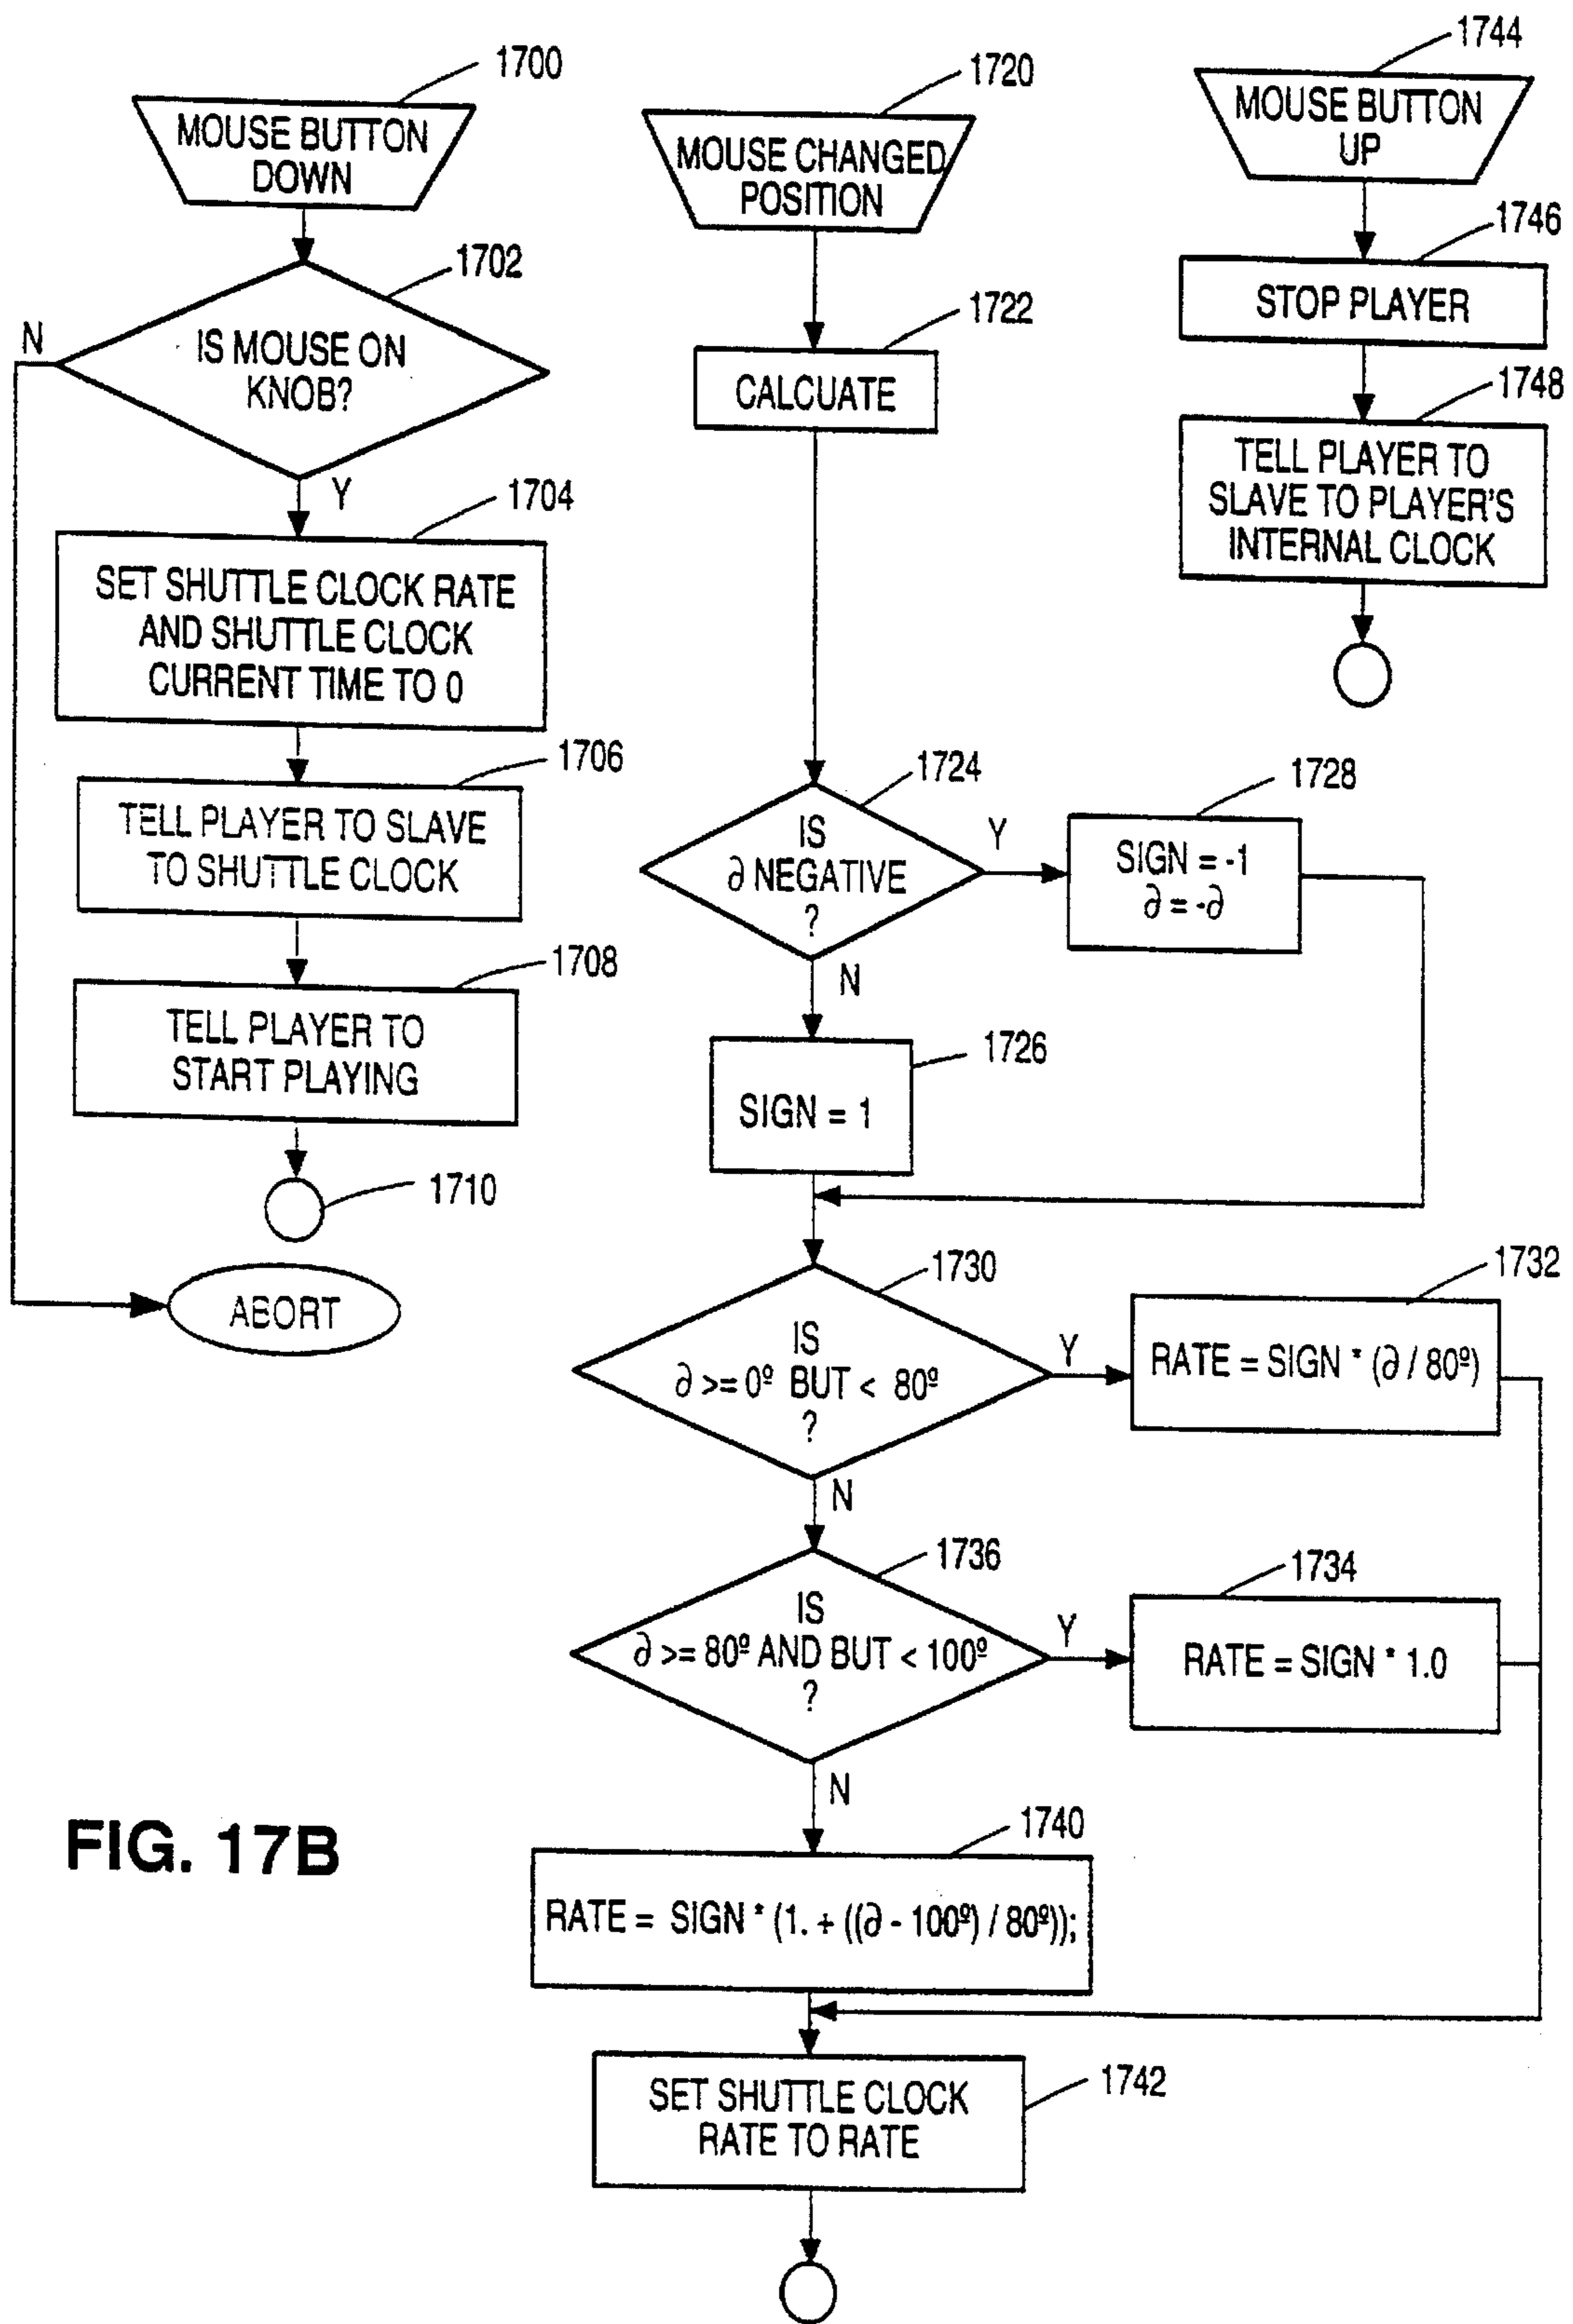 1700
MOUSE BUTTON
DOWN
1702
IS MOUSE ON
KNOB?
N
Y
1704
SET SHUTTLE CLOCK RATE
AND SHUTTLE CLOCK
CURRENT TIME TO 0
1706
TELL PLAYER TO SLAVE
TO SHUTTLE CLOCK
1708
TELL PLAYER TO
START PLAYING
1710
ABORT
1720
MOUSE CHANGED
POSITION
1722
CALCUATE
1724
IS
∂ NEGATIVE
?
Y
N
1728
SIGN = -1
∂ = -∂
1726
SIGN = 1
1730
IS
∂ >= 0º BUT < 80º
?
Y
N
1732
RATE = SIGN * (∂ / 80º)
1736
IS
∂ >= 80º AND BUT < 100º
?
Y
N
1734
RATE = SIGN * 1.0
1740
RATE = SIGN * (1. + ((∂ - 100º) / 80º));
1742
SET SHUTTLE CLOCK
RATE TO RATE
1744
MOUSE BUTTON
UP
1746
STOP PLAYER
1748
TELL PLAYER TO
SLAVE TO PLAYER'S
INTERNAL CLOCK
FIG. 17B